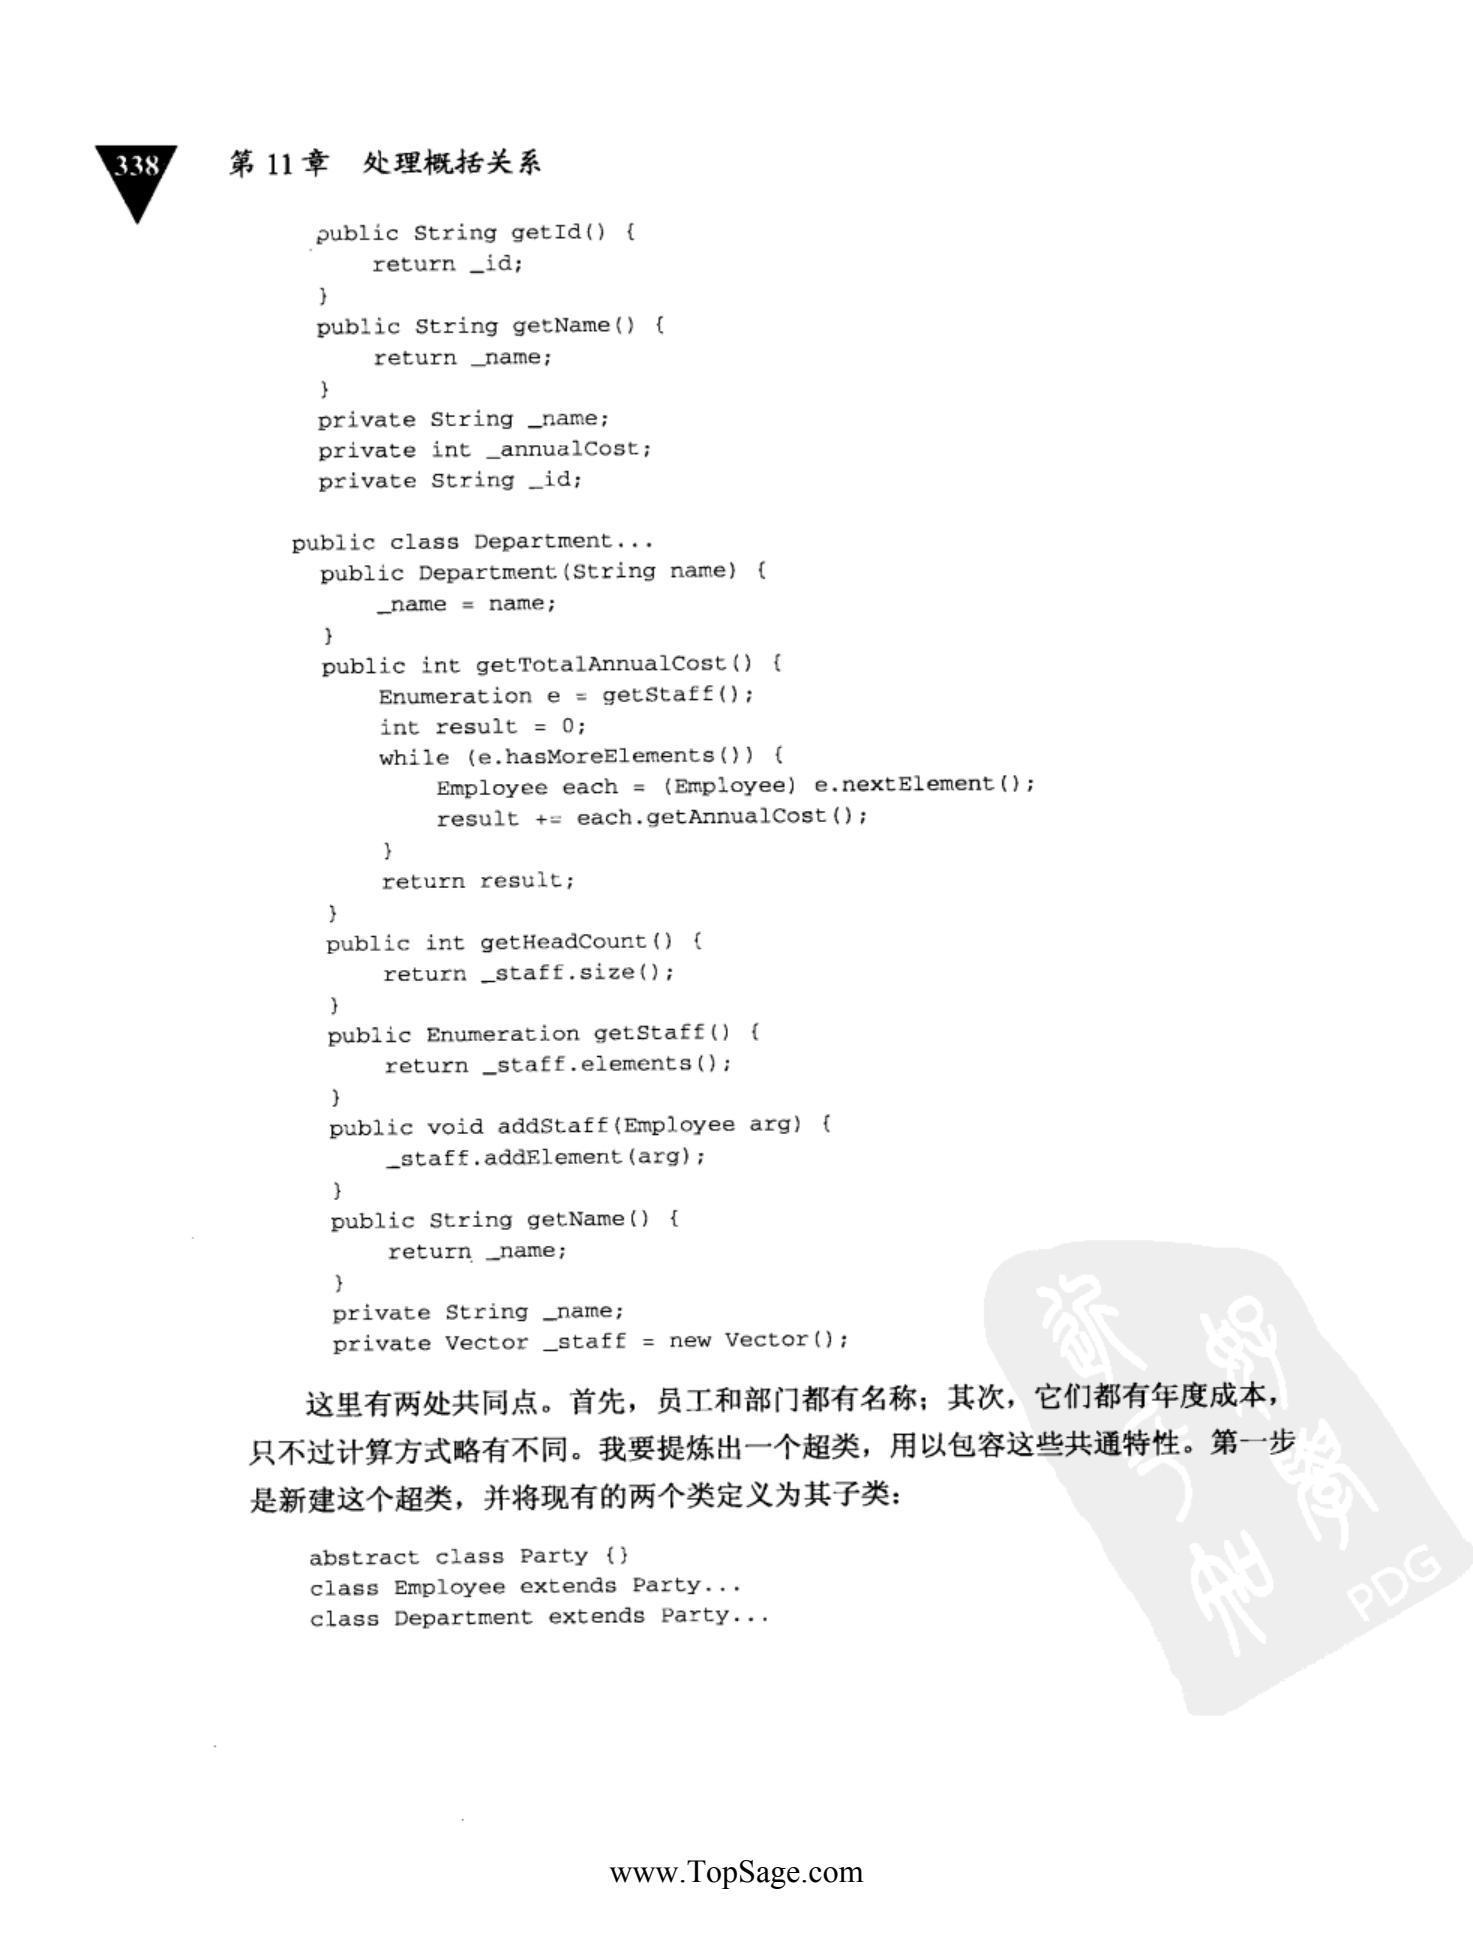 338
第 11 章 处理概括关系
public String getId() {
return _id;
}
public String getName() {
return _name;
}
private String _name;
private int _annualCost;
private String _id;
public class Department...
public Department(String name) {
_name = name;
}
public int getTotalAnnualCost() {
Enumeration e = getStaff();
int result = 0;
while (e.hasMoreElements()) {
Employee each = (Employee) e.nextElement();
result += each.getAnnualCost();
}
return result;
}
public int getHeadCount() {
return _staff.size();
}
public Enumeration getStaff() {
return _staff.elements();
}
public void addStaff(Employee arg) {
_staff.addElement(arg);
}
public String getName() {
return _name;
}
private String _name;
private Vector _staff = new Vector();
这里有两处共同点。首先，员工和部门都有名称；其次，它们都有年度成本，
只不过计算方式略有不同。我要提炼出一个超类，用以包容这些共通特性。第一步
是新建这个超类，并将现有的两个类定义为其子类：
abstract class Party {}
class Employee extends Party...
class Department extends Party...
PDG
www.TopSage.com